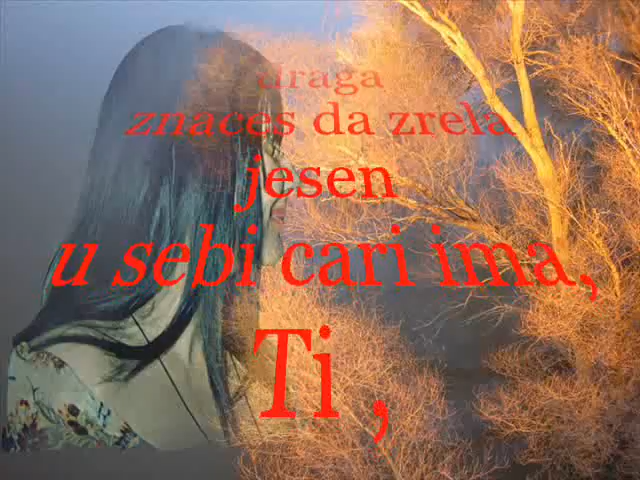 draga
znaces da zrela
jesen
u sebi cari ima,
Ti ,